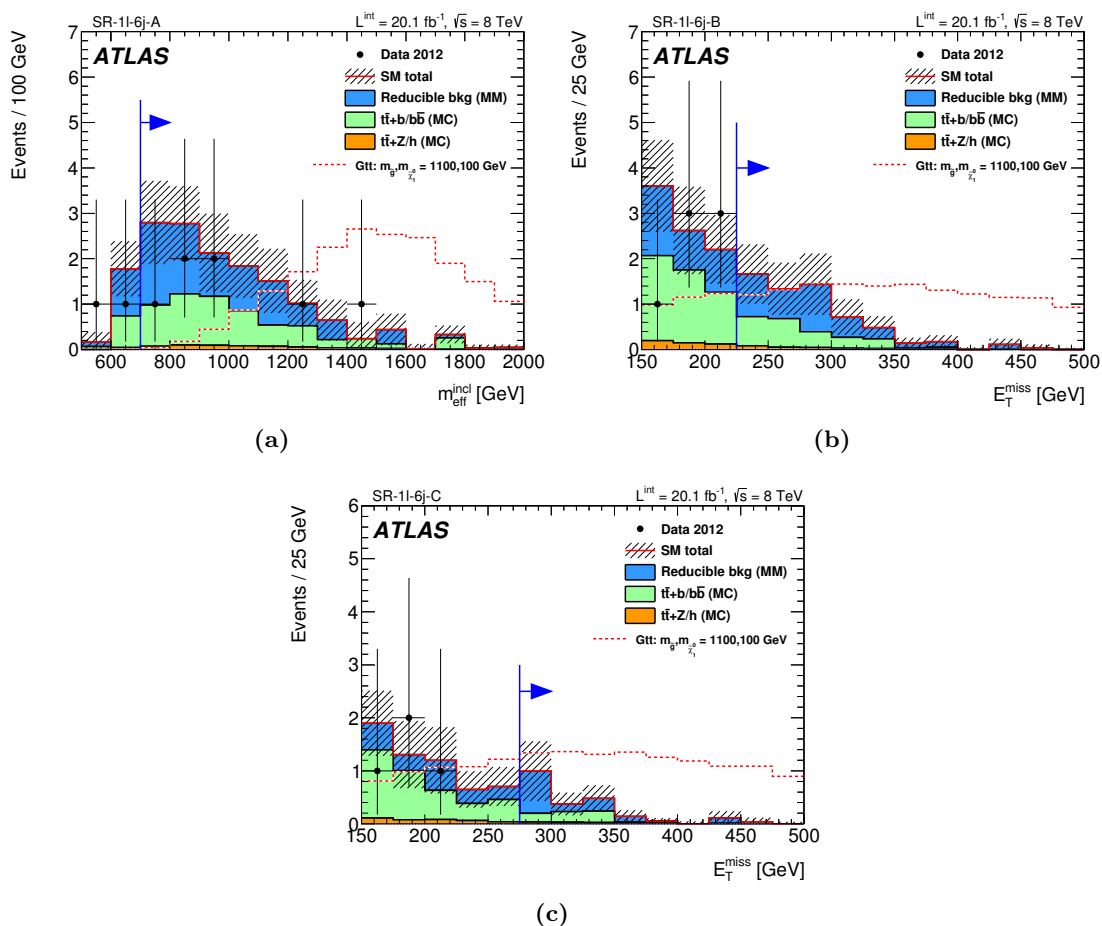 SR-1l-6j-A
L^int = 20.1 fb^-1, √s = 8 TeV
Events / 100 GeV
7
6
5
4
3
2
1
0
ATLAS
Data 2012
SM total
Reducible bkg (MM)
tt̄+b/bb̄ (MC)
tt̄+Z/h (MC)
Gtt: m_g̃,m_χ̃₁⁰ = 1100,100 GeV
600 800 1000 1200 1400 1600 1800 2000
m_eff^incl [GeV]
(a)
SR-1l-6j-B
L^int = 20.1 fb^-1, √s = 8 TeV
Events / 25 GeV
7
6
5
4
3
2
1
0
ATLAS
Data 2012
SM total
Reducible bkg (MM)
tt̄+b/bb̄ (MC)
tt̄+Z/h (MC)
Gtt: m_g̃,m_χ̃₁⁰ = 1100,100 GeV
150 200 250 300 350 400 450 500
E_T^miss [GeV]
(b)
SR-1l-6j-C
L^int = 20.1 fb^-1, √s = 8 TeV
Events / 25 GeV
6
5
4
3
2
1
0
ATLAS
Data 2012
SM total
Reducible bkg (MM)
tt̄+b/bb̄ (MC)
tt̄+Z/h (MC)
Gtt: m_g̃,m_χ̃₁⁰ = 1100,100 GeV
150 200 250 300 350 400 450 500
E_T^miss [GeV]
(c)